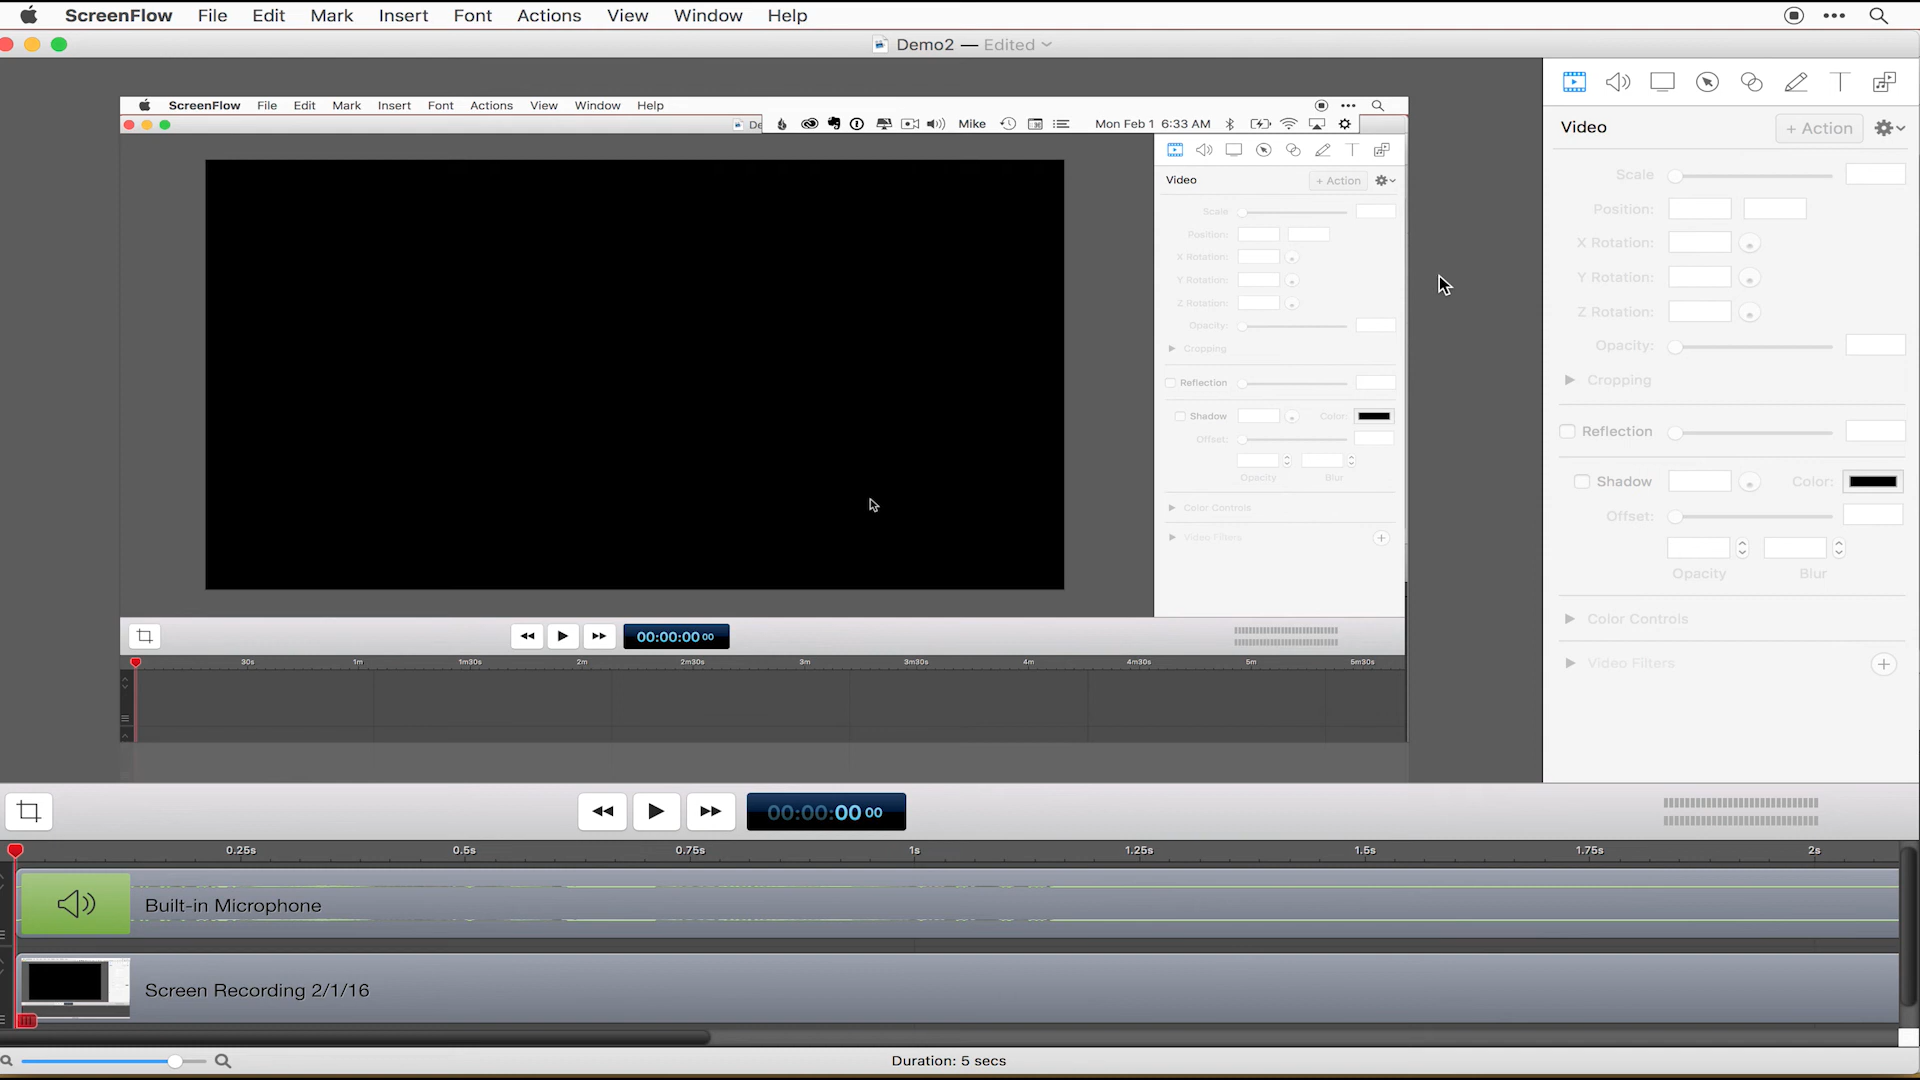 ScreenFlow File Edit Mark Insert Font Actions View Window Help
Demo2 — Edited
ScreenFlow File Edit Mark Insert Font Actions View Window Help
De Mike Mon Feb 1 6:33 AM
Video + Action
Scale
Position:
X Rotation:
Y Rotation:
Z Rotation:
Opacity:
Cropping
Reflection
Shadow Color:
Offset:
Opacity Blur
Color Controls
Video Filters
00:00:00 00
30s 1m 1m30s 2m 2m30s 3m 3m30s 4m 4m30s 5m 5m30s
Video + Action
Scale
Position:
X Rotation:
Y Rotation:
Z Rotation:
Opacity:
Cropping
Reflection
Shadow Color:
Offset:
Opacity Blur
Color Controls
Video Filters
00:00:00 00
0.25s 0.5s 0.75s 1s 1.25s 1.5s 1.75s 2s
Built-in Microphone
Screen Recording 2/1/16
Duration: 5 secs